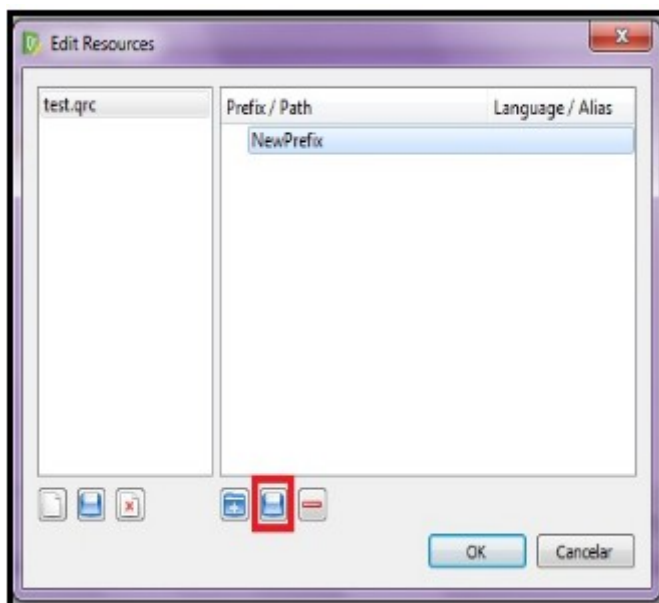 Edit Resources
test.qrc
Prefix / Path Language / Alias
NewPrefix
OK Cancelar